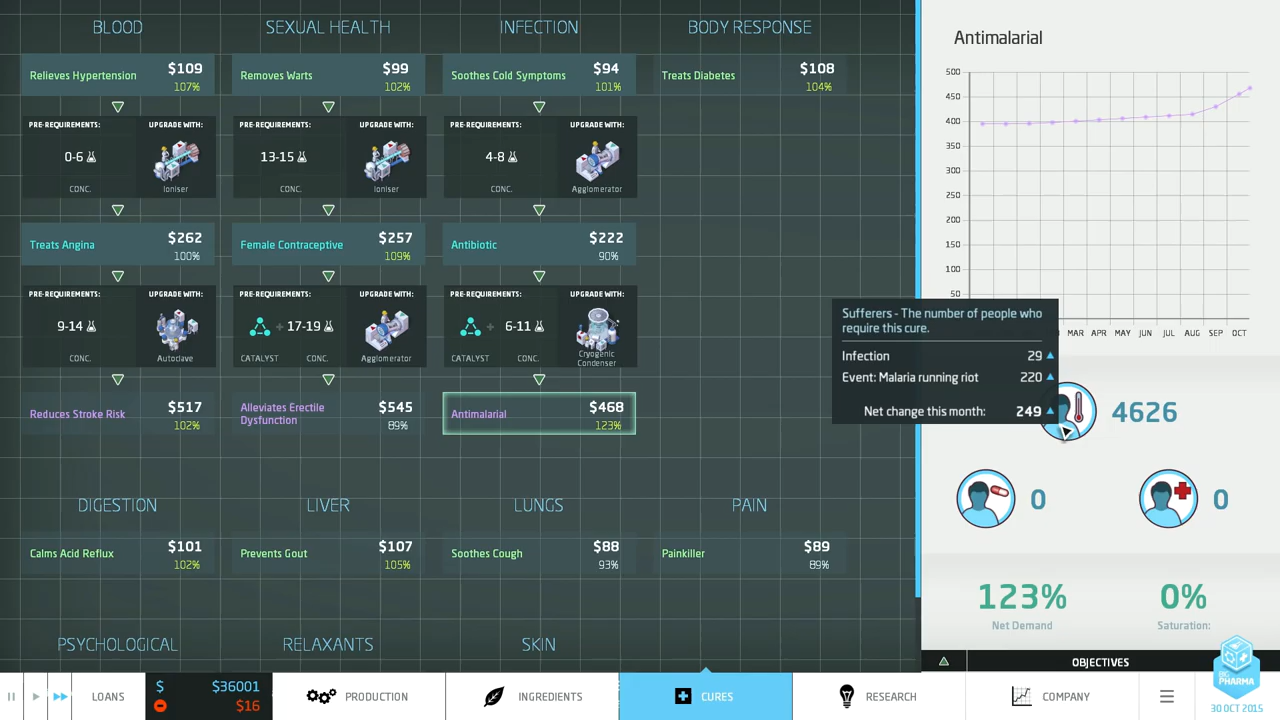 BLOOD
SEXUAL HEALTH
INFECTION
BODY RESPONSE
Relieves Hypertension $109
107%
Removes Warts $99
102%
Soothes Cold Symptoms $94
101%
Treats Diabetes $108
104%
PRE-REQUIREMENTS: UPGRADE WITH:
0-6
CONC. Ioniser
PRE-REQUIREMENTS: UPGRADE WITH:
13-15
CONC. Ioniser
PRE-REQUIREMENTS: UPGRADE WITH:
4-8
CONC. Agglomerator
Treats Angina $262
100%
Female Contraceptive $257
109%
Antibiotic $222
90%
PRE-REQUIREMENTS: UPGRADE WITH:
9-14
CONC. Autoclave
PRE-REQUIREMENTS: UPGRADE WITH:
+ 17-19
CATALYST CONC. Agglomerator
PRE-REQUIREMENTS: UPGRADE WITH:
+ 6-11
CATALYST CONC. Cryogenic
Condenser
Reduces Stroke Risk $517
102%
Alleviates Erectile
Dysfunction $545
89%
Antimalarial $468
123%
DIGESTION
LIVER
LUNGS
PAIN
Calms Acid Reflux $101
102%
Prevents Gout $107
105%
Soothes Cough $88
93%
Painkiller $89
89%
PSYCHOLOGICAL
RELAXANTS
SKIN
Antimalarial
500
450
400
350
300
250
200
150
100
50
MAR APR MAY JUN JUL AUG SEP OCT
Sufferers - The number of people who
require this cure.
Infection 29
Event: Malaria running riot 220
Net change this month: 249
4626
0
0
123%
Net Demand
0%
Saturation:
OBJECTIVES
LOANS
$ $36001
$16
PRODUCTION
INGREDIENTS
CURES
RESEARCH
COMPANY
BIG
PHARMA
30 OCT 2015